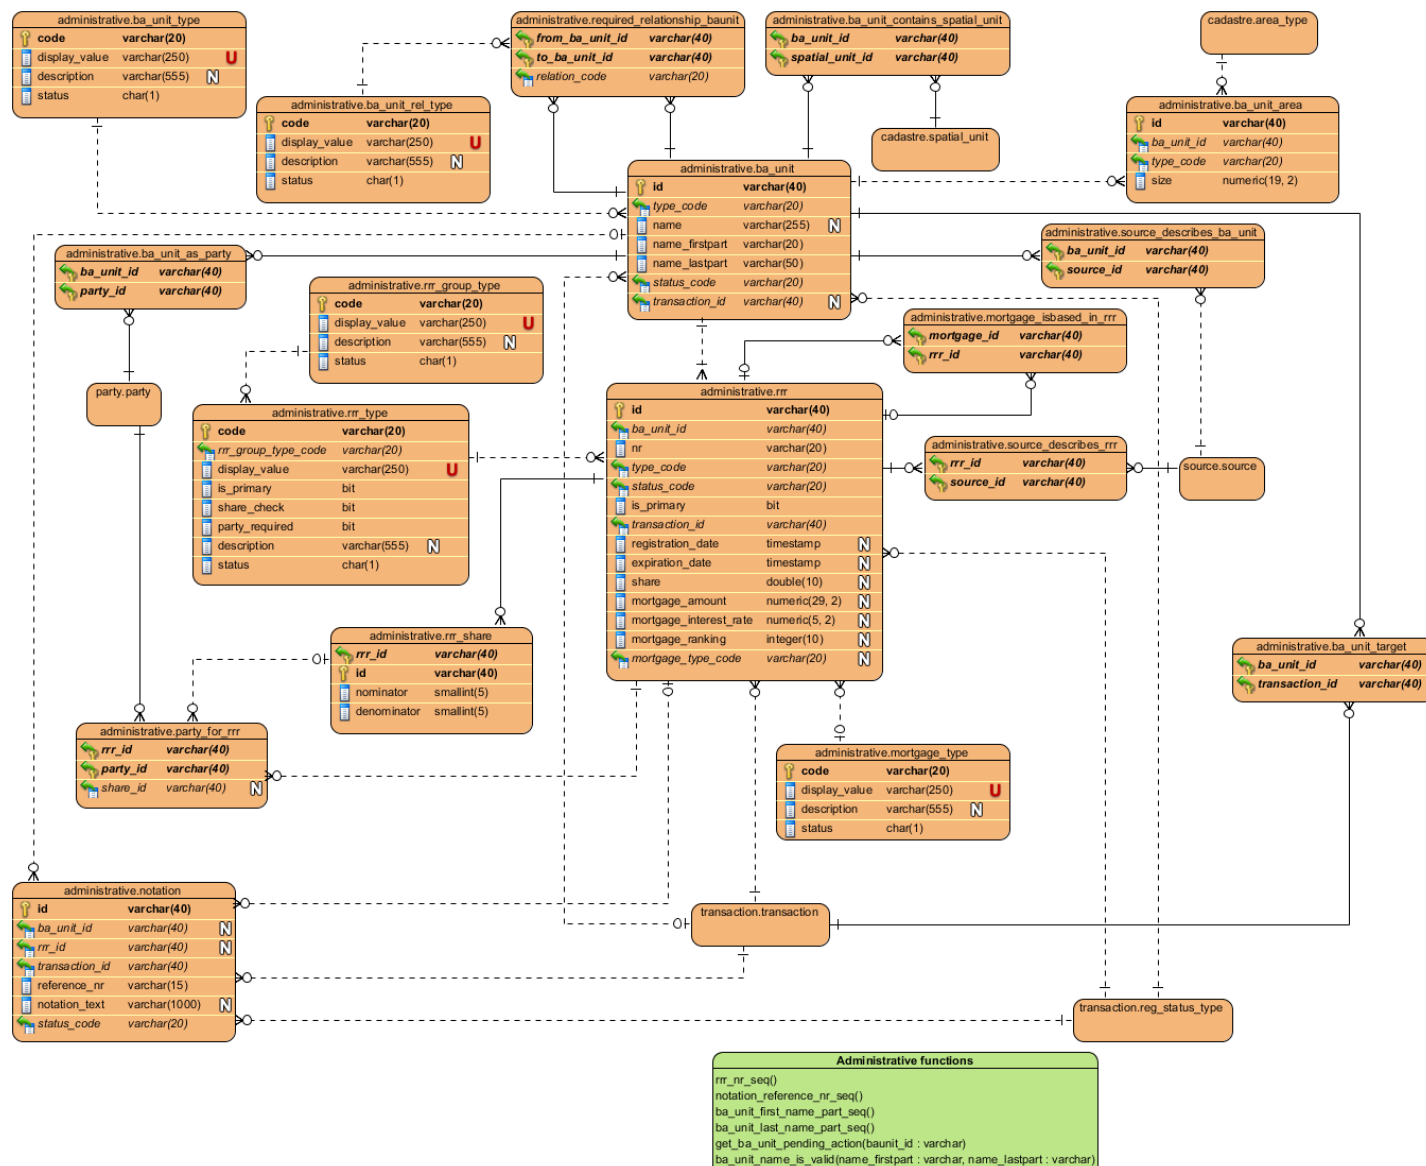 administrative.ba_unit_type
code varchar(20)
display_value varchar(250) U
description varchar(555) N
status char(1)
administrative.required_relationship_baunit
from_ba_unit_id varchar(40)
to_ba_unit_id varchar(40)
relation_code varchar(20)
administrative.ba_unit_contains_spatial_unit
ba_unit_id varchar(40)
spatial_unit_id varchar(40)
cadastre.area_type
administrative.ba_unit_rel_type
code varchar(20)
display_value varchar(250) U
description varchar(555) N
status char(1)
cadastre.spatial_unit
administrative.ba_unit_area
id varchar(40)
ba_unit_id varchar(40)
type_code varchar(20)
size numeric(19, 2)
administrative.ba_unit
id varchar(40)
type_code varchar(20)
name varchar(255) N
name_firstpart varchar(20)
name_lastpart varchar(50)
status_code varchar(20)
transaction_id varchar(40) N
administrative.ba_unit_as_party
ba_unit_id varchar(40)
party_id varchar(40)
administrative.source_describes_ba_unit
ba_unit_id varchar(40)
source_id varchar(40)
administrative.rrr_group_type
code varchar(20)
display_value varchar(250) U
description varchar(555) N
status char(1)
administrative.mortgage_isbased_in_rrr
mortgage_id varchar(40)
rrr_id varchar(40)
party.party
administrative.rrr_type
code varchar(20)
rrr_group_type_code varchar(20)
display_value varchar(250) U
is_primary bit
share_check bit
party_required bit
description varchar(555) N
status char(1)
administrative.rrr
id varchar(40)
ba_unit_id varchar(40)
nr varchar(20)
type_code varchar(20)
status_code varchar(20)
is_primary bit
transaction_id varchar(40)
registration_date timestamp N
expiration_date timestamp N
share double(10) N
mortgage_amount numeric(29, 2) N
mortgage_interest_rate numeric(5, 2) N
mortgage_ranking integer(10) N
mortgage_type_code varchar(20) N
administrative.source_describes_rrr
rrr_id varchar(40)
source_id varchar(40)
source.source
administrative.rrr_share
rrr_id varchar(40)
id varchar(40)
nominator smallint(5)
denominator smallint(5)
administrative.ba_unit_target
ba_unit_id varchar(40)
transaction_id varchar(40)
administrative.party_for_rrr
rrr_id varchar(40)
party_id varchar(40)
share_id varchar(40) N
administrative.mortgage_type
code varchar(20)
display_value varchar(250) U
description varchar(555) N
status char(1)
administrative.notation
id varchar(40)
ba_unit_id varchar(40) N
rrr_id varchar(40) N
transaction_id varchar(40)
reference_nr varchar(15)
notation_text varchar(1000) N
status_code varchar(20)
transaction.transaction
transaction.reg_status_type
Administrative functions
rrr_nr_seq()
notation_reference_nr_seq()
ba_unit_first_name_part_seq()
ba_unit_last_name_part_seq()
get_ba_unit_pending_action(baunit_id : varchar)
ba_unit_name_is_valid(name_firstpart : varchar, name_lastpart : varchar)